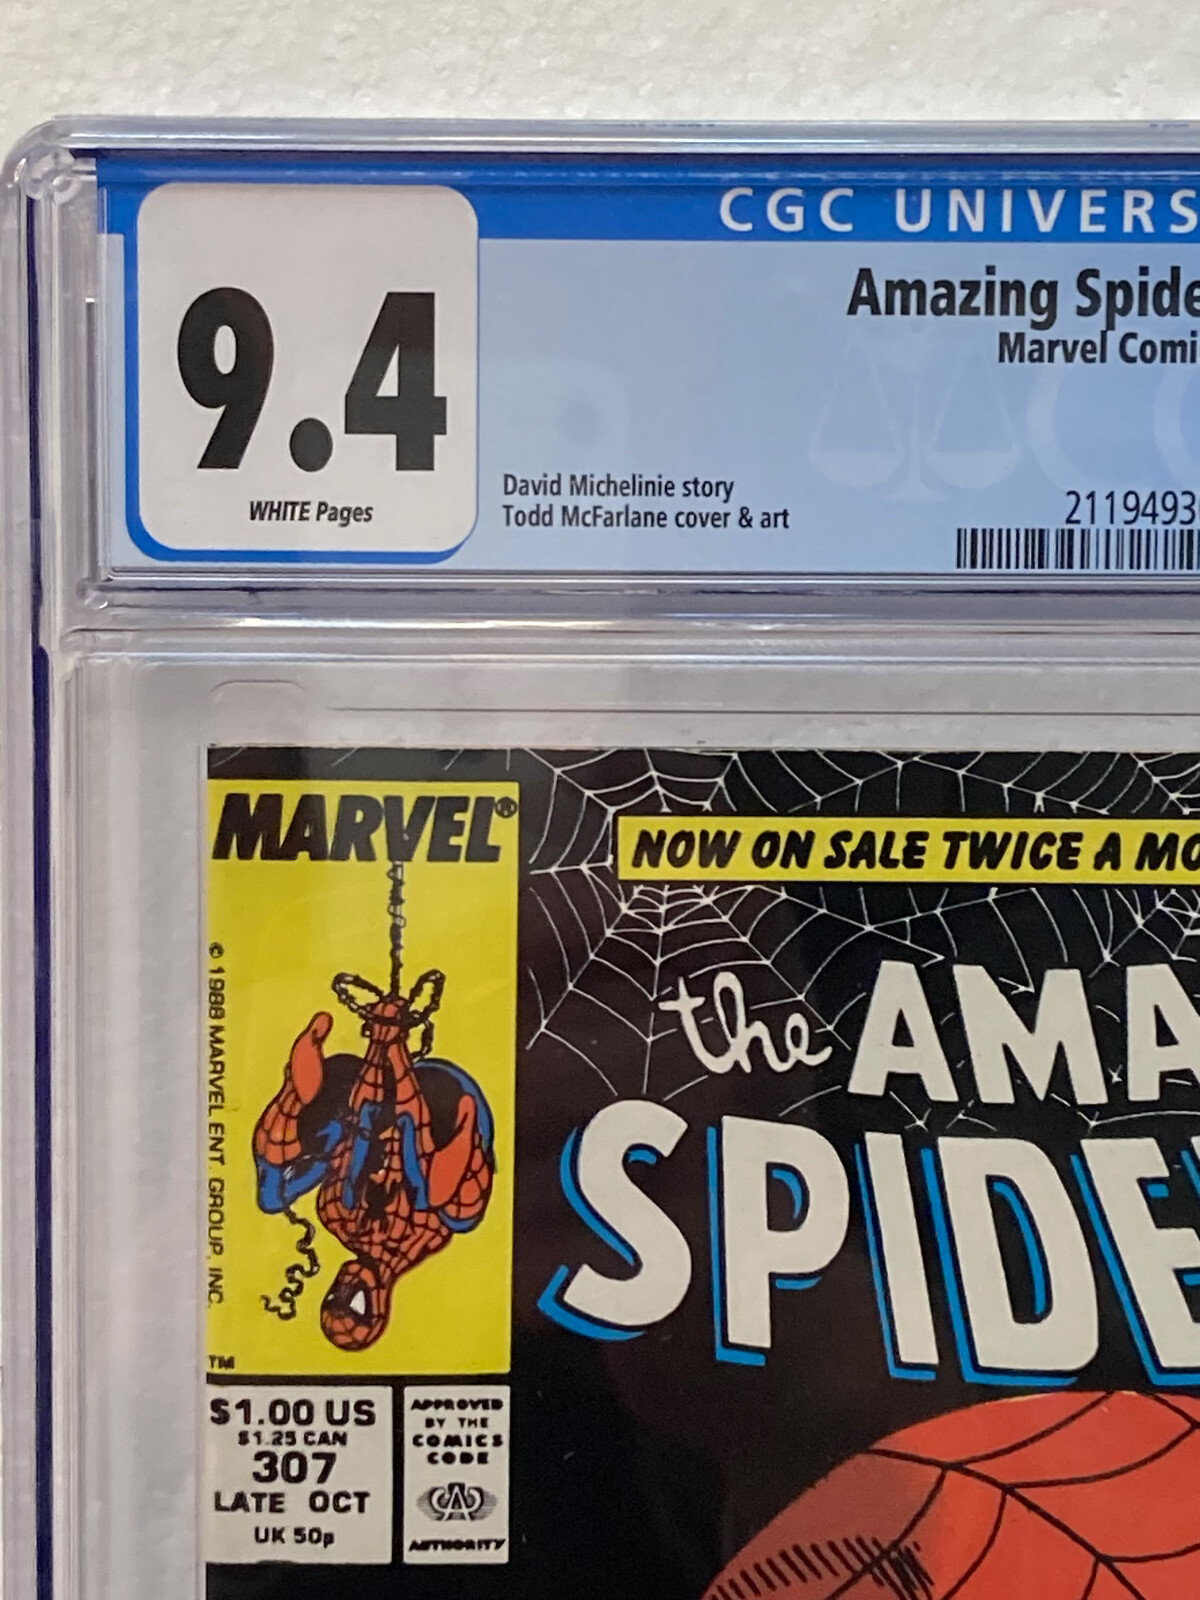 CGC UNIVERS
9.4
WHITE Pages
Amazing Spide
Marvel Comi
David Michelinie story
Todd McFarlane cover & art
2119493
MARVEL®
NOW ON SALE TWICE A MO
© 1988 MARVEL ENT. GROUP, INC.
the AMA
SPIDE
TM
$1.00 US
$1.25 CAN
307
LATE OCT
UK 50p
APPROVED
BY THE
COMICS
CODE
CA
AUTHORITY